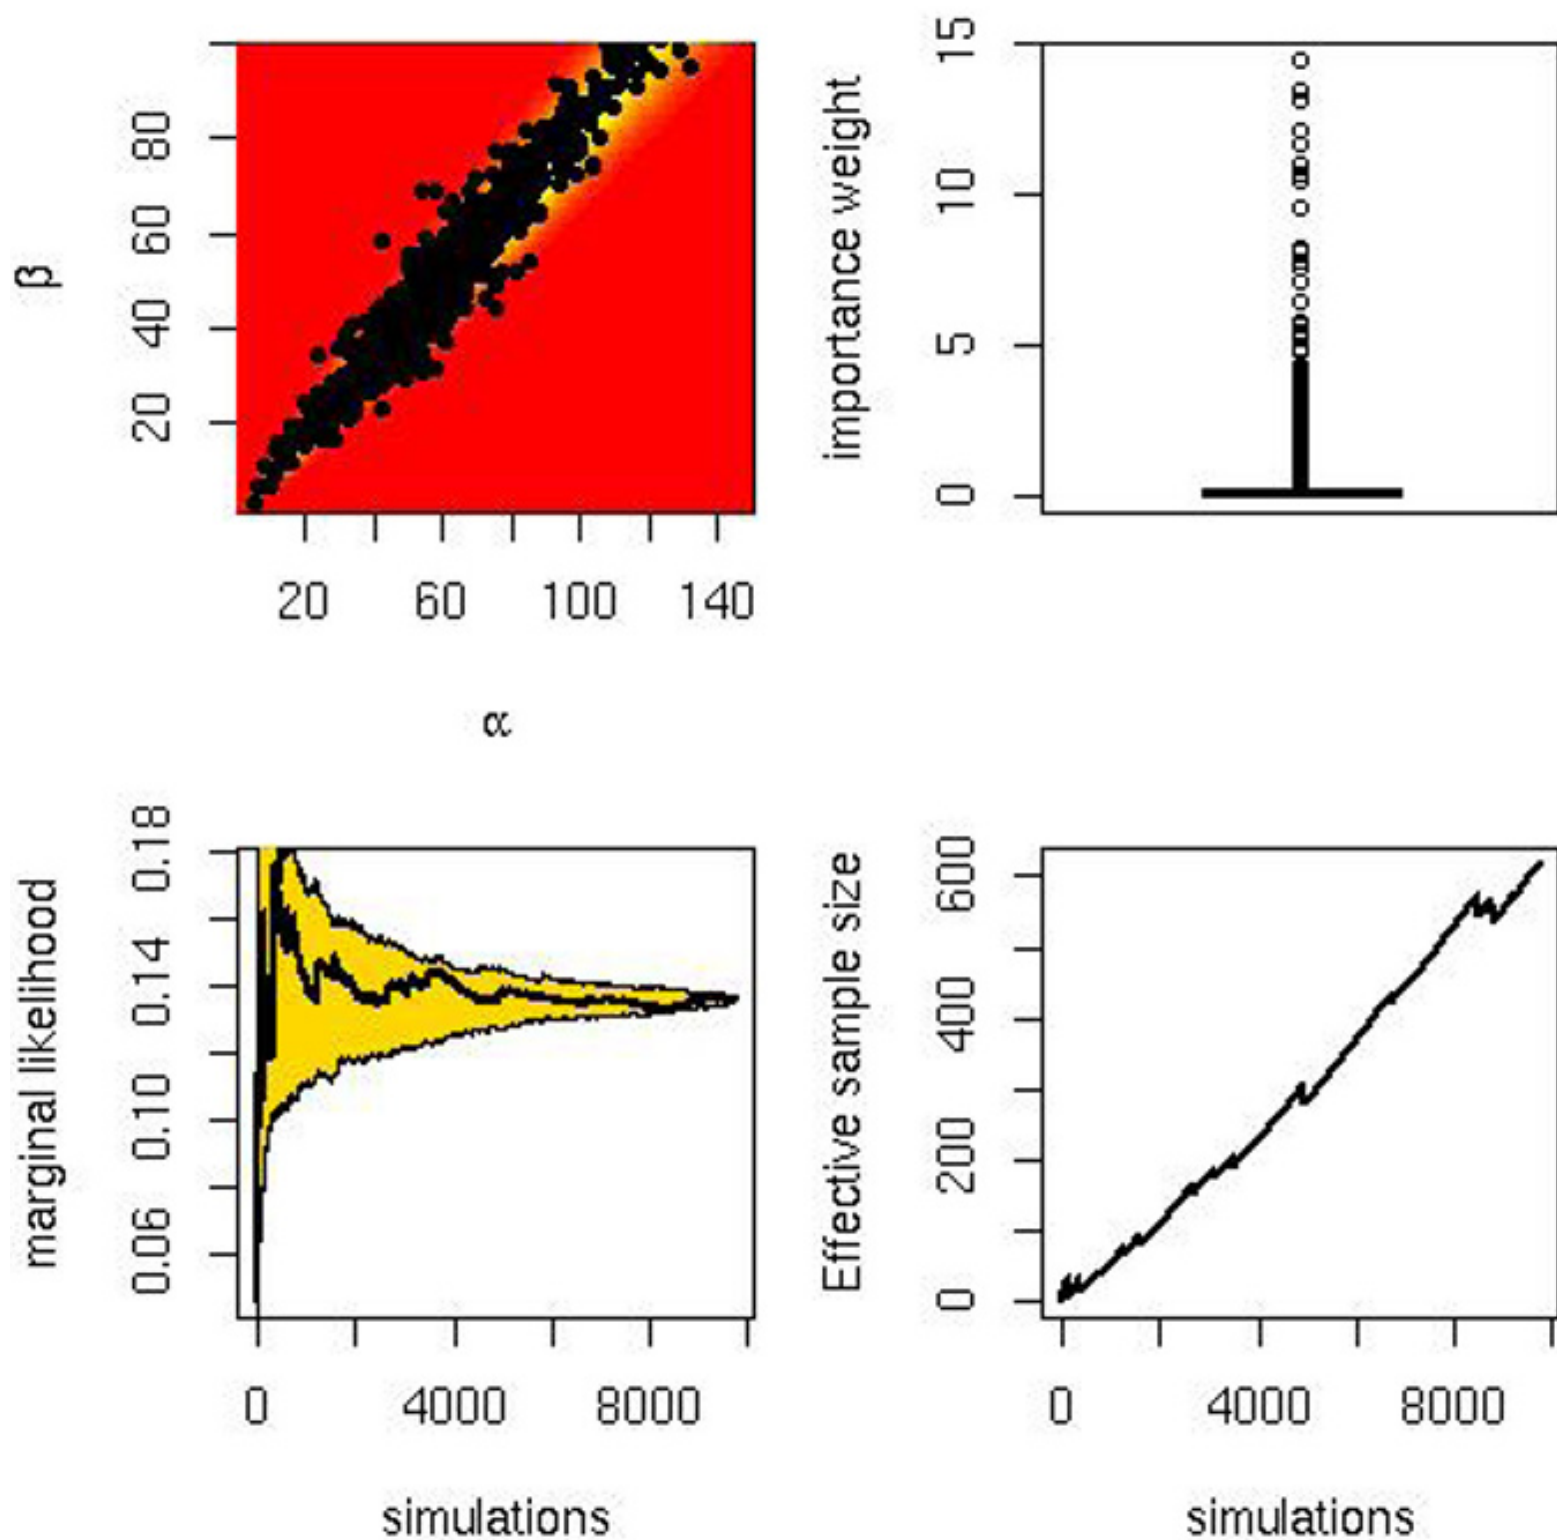 β
80
60
40
20
20 60 100 140
α
importance weight
15
10
5
0
marginal likelihood
0.18
0.14
0.10
0.06
0 4000 8000
simulations
Effective sample size
600
400
200
0
0 4000 8000
simulations